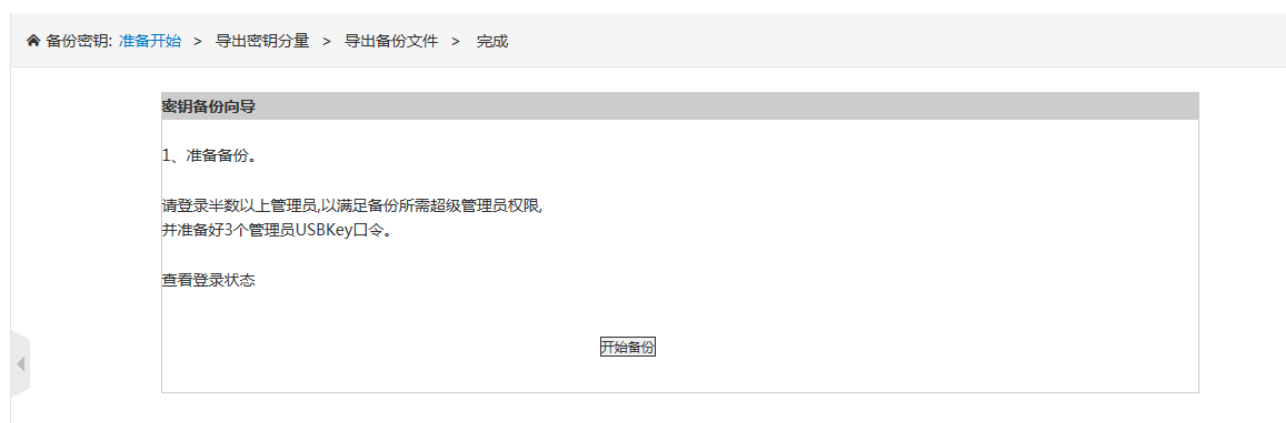 备份密钥: 准备开始 > 导出密钥分量 > 导出备份文件 > 完成
密钥备份向导
1、准备备份。
请登录半数以上管理员,以满足备份所需超级管理员权限,
并准备好3个管理员USBKey口令。
查看登录状态
开始备份